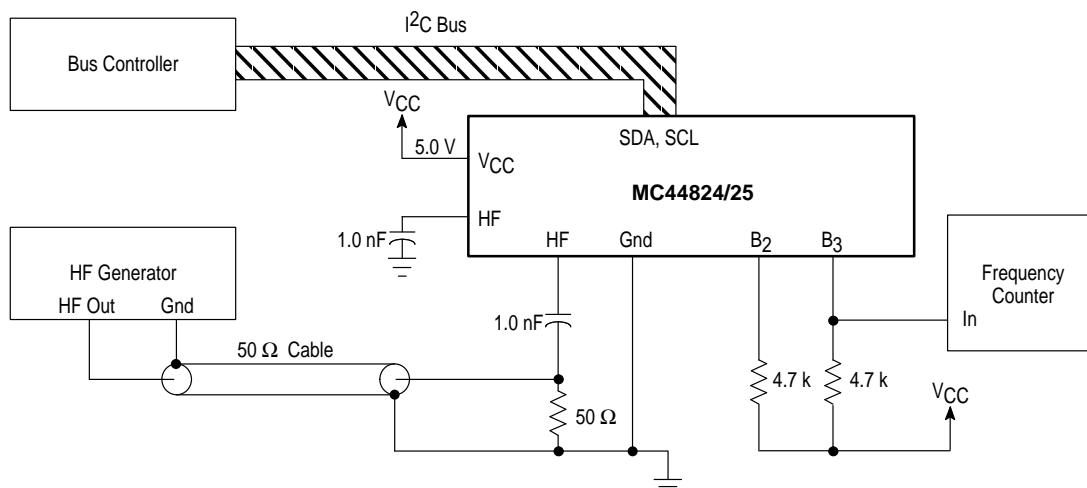 I²C Bus
Bus Controller
VCC
5.0 V
SDA, SCL
VCC
MC44824/25
HF
1.0 nF
HF Gnd B2 B3
HF Generator
HF Out Gnd
Frequency
Counter
In
1.0 nF
50 Ω Cable
4.7 k 4.7 k
VCC
50 Ω